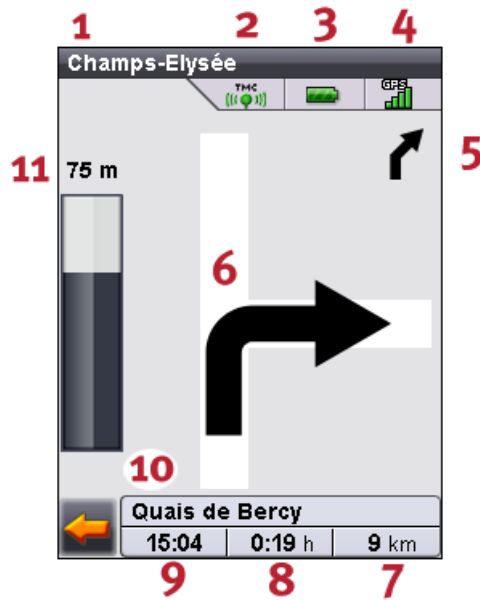 1 2 3 4
Champs-Elysée
TMC GPS
5
11 75 m
6
10
Quais de Bercy
15:04 0:19 h 9 km
9 8 7